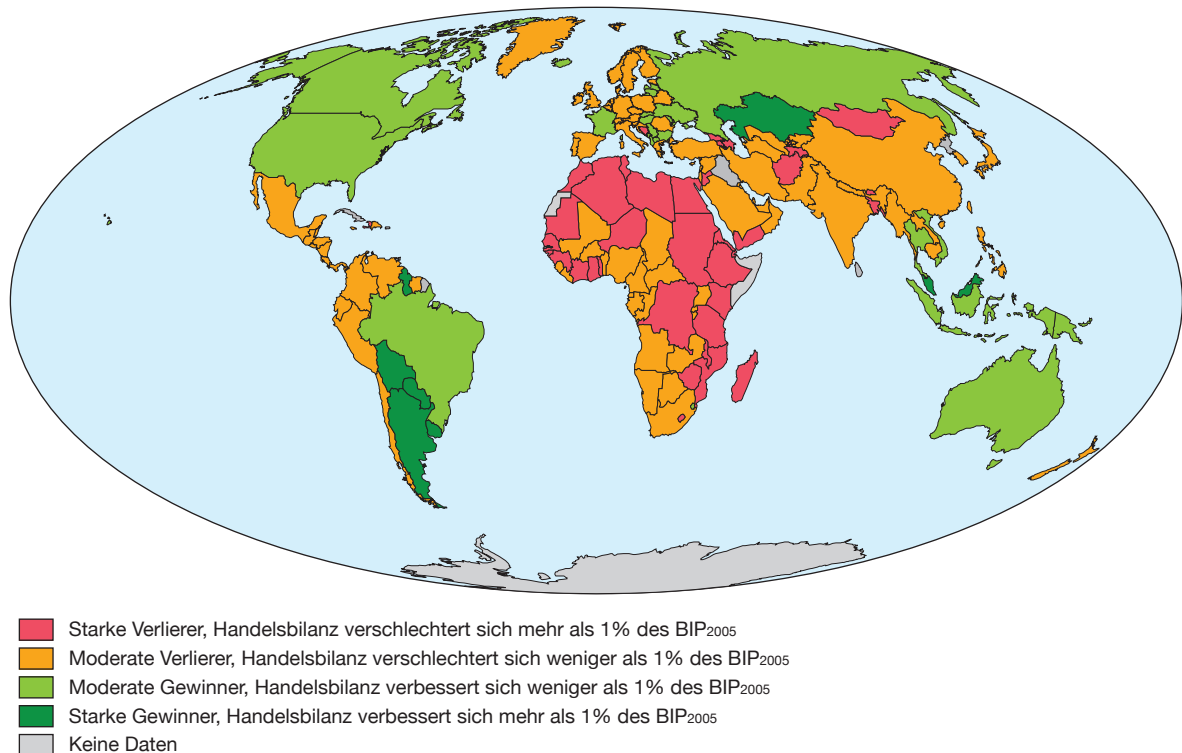 Starke Verlierer, Handelsbilanz verschlechtert sich mehr als 1% des BIP2005
Moderate Verlierer, Handelsbilanz verschlechtert sich weniger als 1% des BIP2005
Moderate Gewinner, Handelsbilanz verbessert sich weniger als 1% des BIP2005
Starke Gewinner, Handelsbilanz verbessert sich mehr als 1% des BIP2005
Keine Daten